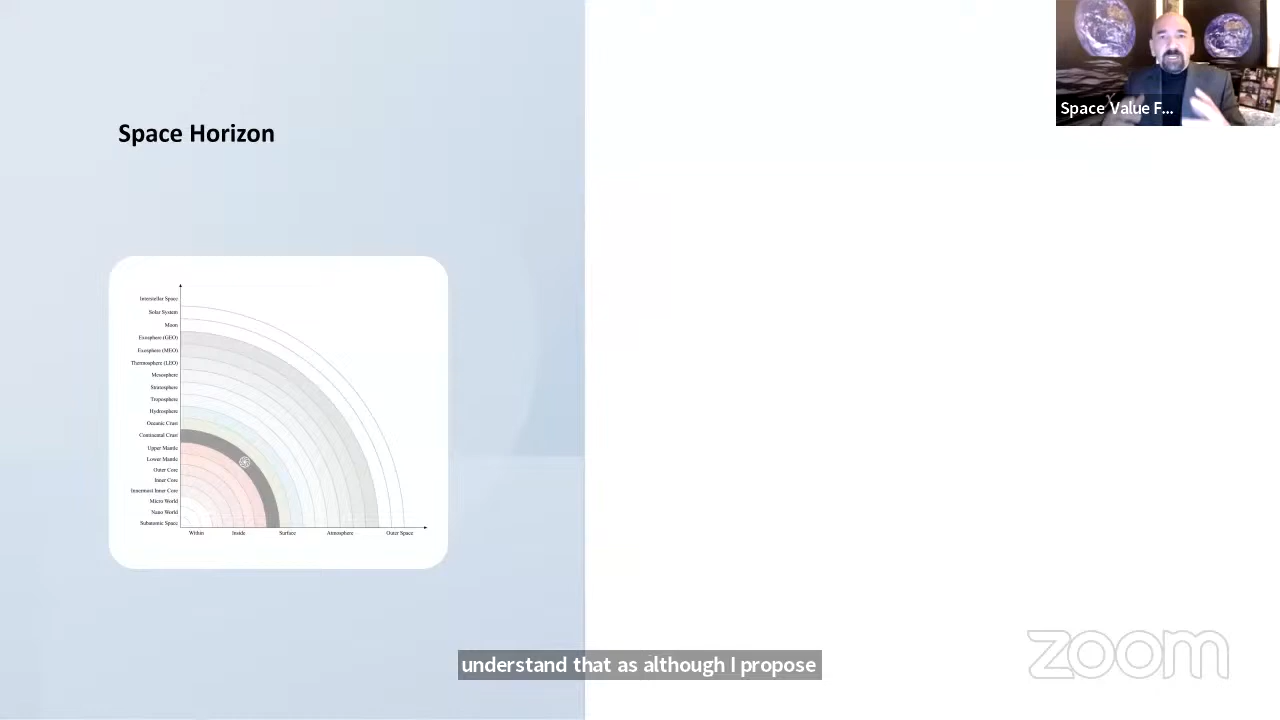 Space Value F...
Space Horizon
Interstellar Space
Solar System
Moon
Exosphere (GEO)
Exosphere (MEO)
Thermosphere (LEO)
Mesosphere
Stratosphere
Troposphere
Hydrosphere
Oceanic Crust
Continental Crust
Upper Mantle
Lower Mantle
Outer Core
Inner Core
Innermost Inner Core
Micro World
Nano World
Subatomic Space
Within Inside Surface Atmosphere Outer Space
understand that as although I propose
zoom